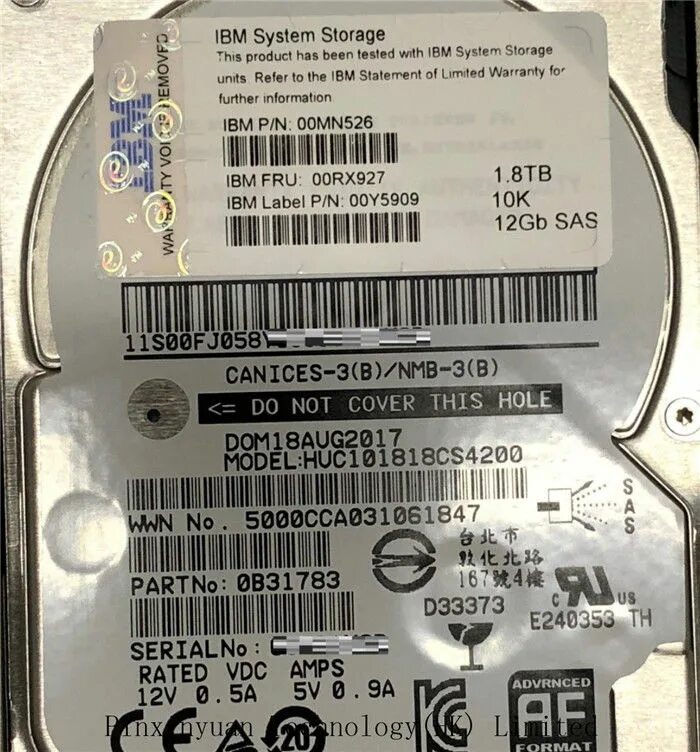 IBM System Storage
This product has been tested with IBM System Storage
units. Refer to the IBM Statement of Limited Warranty for
further information
IBM P/N: 00MN526
IBM FRU: 00RX927
IBM Label P/N: 00Y5909
1.8TB
10K
12Gb SAS
IBM
WARRANTY VOID REMOVED
11S00FJ058
CANICES-3(B)/NMB-3(B)
<= DO NOT COVER THIS HOLE
DOM18AUG2017
MODEL:HUC101818CS4200
WWN No. 5000CCA031061847
SAS
台北市
敦化北路
167號4樓
PARTNo: 0B31783
D33373
c RU US
E240353 TH
SERIALNo:
RATED VDC AMPS
12V 0.5A 5V 0.9A
CE
20
ADVANCED
AF
FORMAT
Pinxinyuan Technology(HK) Limited